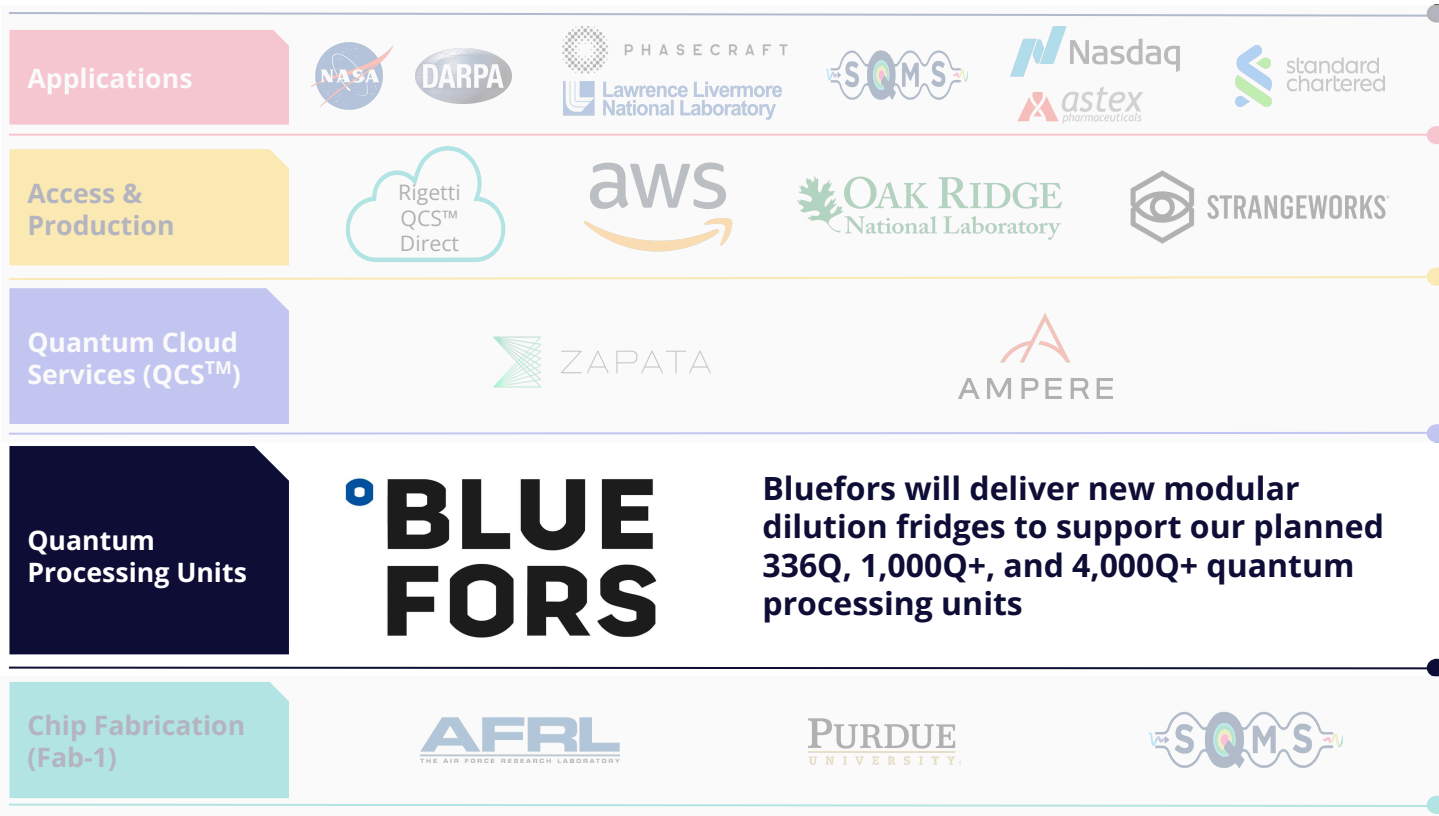 Applications
NASA
DARPA
PHASECRAFT
Lawrence Livermore
National Laboratory
SQMS
Nasdaq
astex
pharmaceuticals
standard
chartered
Access &
Production
Rigetti
QCS™
Direct
aws
OAK RIDGE
National Laboratory
STRANGEWORKS
Quantum Cloud
Services (QCS™)
ZAPATA
AMPERE
Quantum
Processing Units
BLUE
FORS
Bluefors will deliver new modular
dilution fridges to support our planned
336Q, 1,000Q+, and 4,000Q+ quantum
processing units
Chip Fabrication
(Fab-1)
AFRL
THE AIR FORCE RESEARCH LABORATORY
PURDUE
UNIVERSITY
SQMS